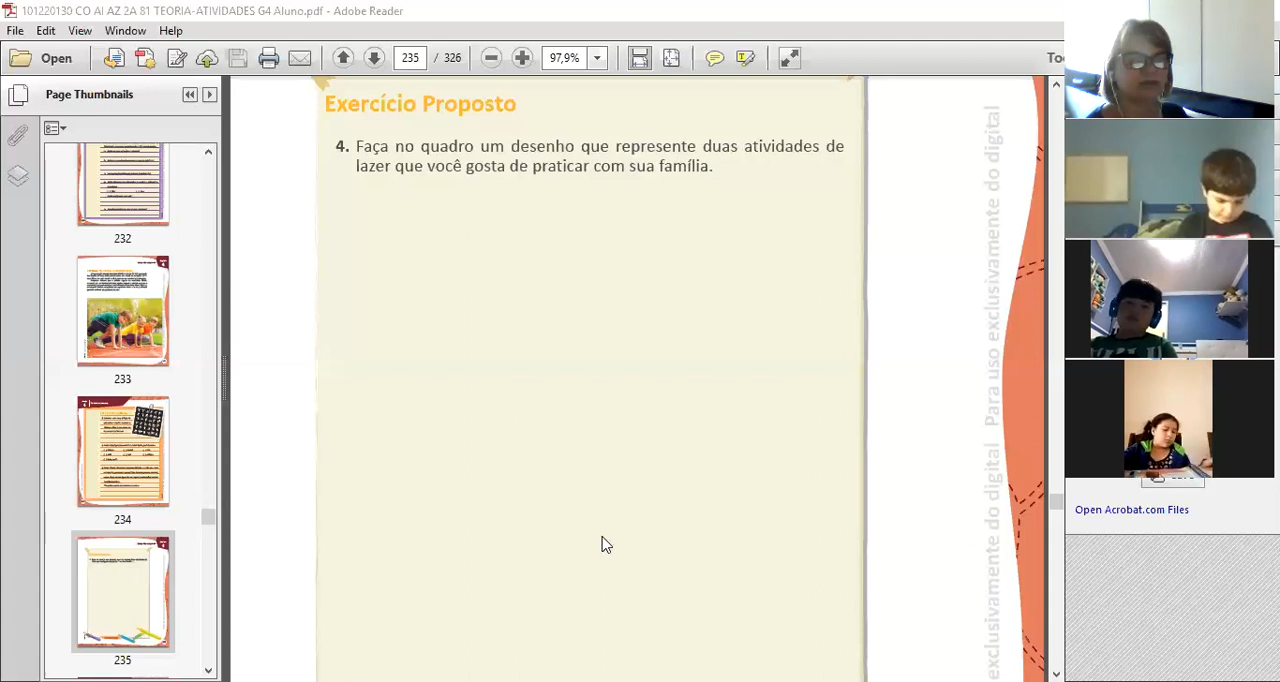 101220130 CO AI AZ 2A 81 TEORIA-ATIVIDADES G4 Aluno.pdf - Adobe Reader
File Edit View Window Help
Open
235 / 326
97,9%
Page Thumbnails
232
233
234
235
Exercício Proposto
4. Faça no quadro um desenho que represente duas atividades de
lazer que você gosta de praticar com sua família.
Para uso exclusivamente do digital
exclusivamente do digital
Open Acrobat.com Files